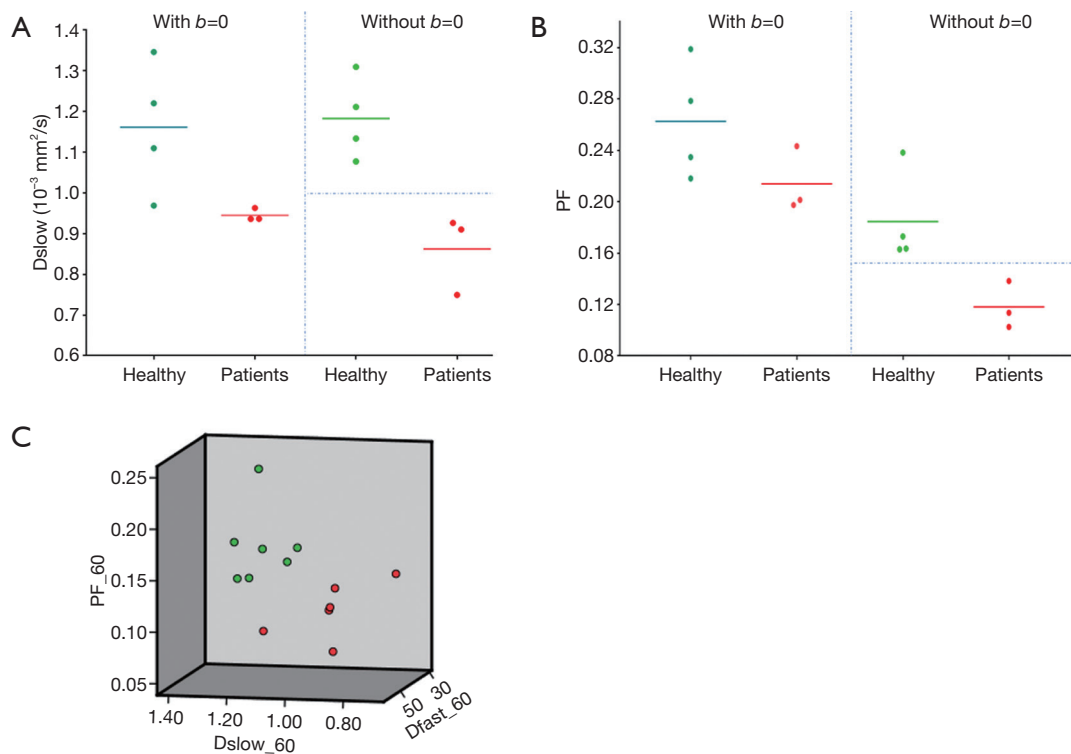 A
With b=0
Without b=0
1.4
1.3
1.2
1.1
1.0
0.9
0.8
0.7
0.6
Dslow (10⁻³ mm²/s)
Healthy
Patients
Healthy
Patients
B
With b=0
Without b=0
0.32
0.28
0.24
0.20
0.16
0.12
0.08
PF
Healthy
Patients
Healthy
Patients
C
0.25
0.20
0.15
0.10
0.05
PF_60
1.40
1.20
1.00
0.80
Dslow_60
50
30
Dfast_60